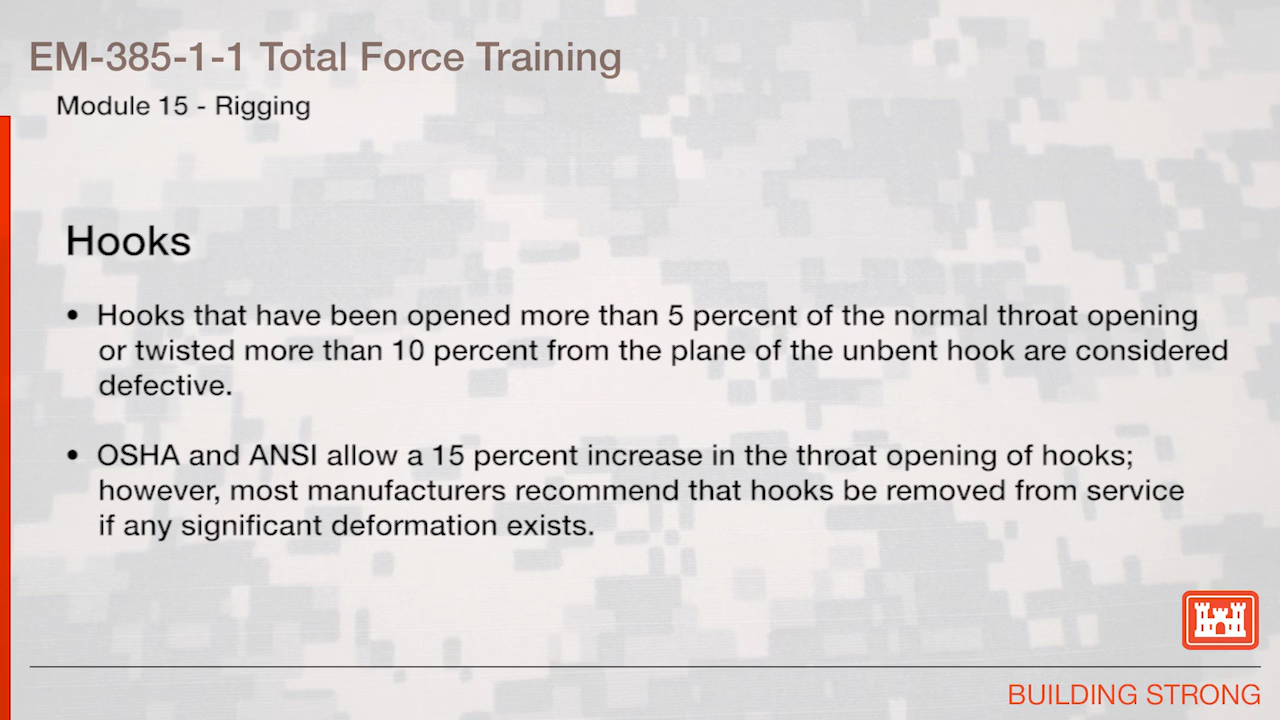 EM-385-1-1 Total Force Training
Module 15 - Rigging
Hooks
• Hooks that have been opened more than 5 percent of the normal throat opening
or twisted more than 10 percent from the plane of the unbent hook are considered
defective.
• OSHA and ANSI allow a 15 percent increase in the throat opening of hooks;
however, most manufacturers recommend that hooks be removed from service
if any significant deformation exists.
BUILDING STRONG